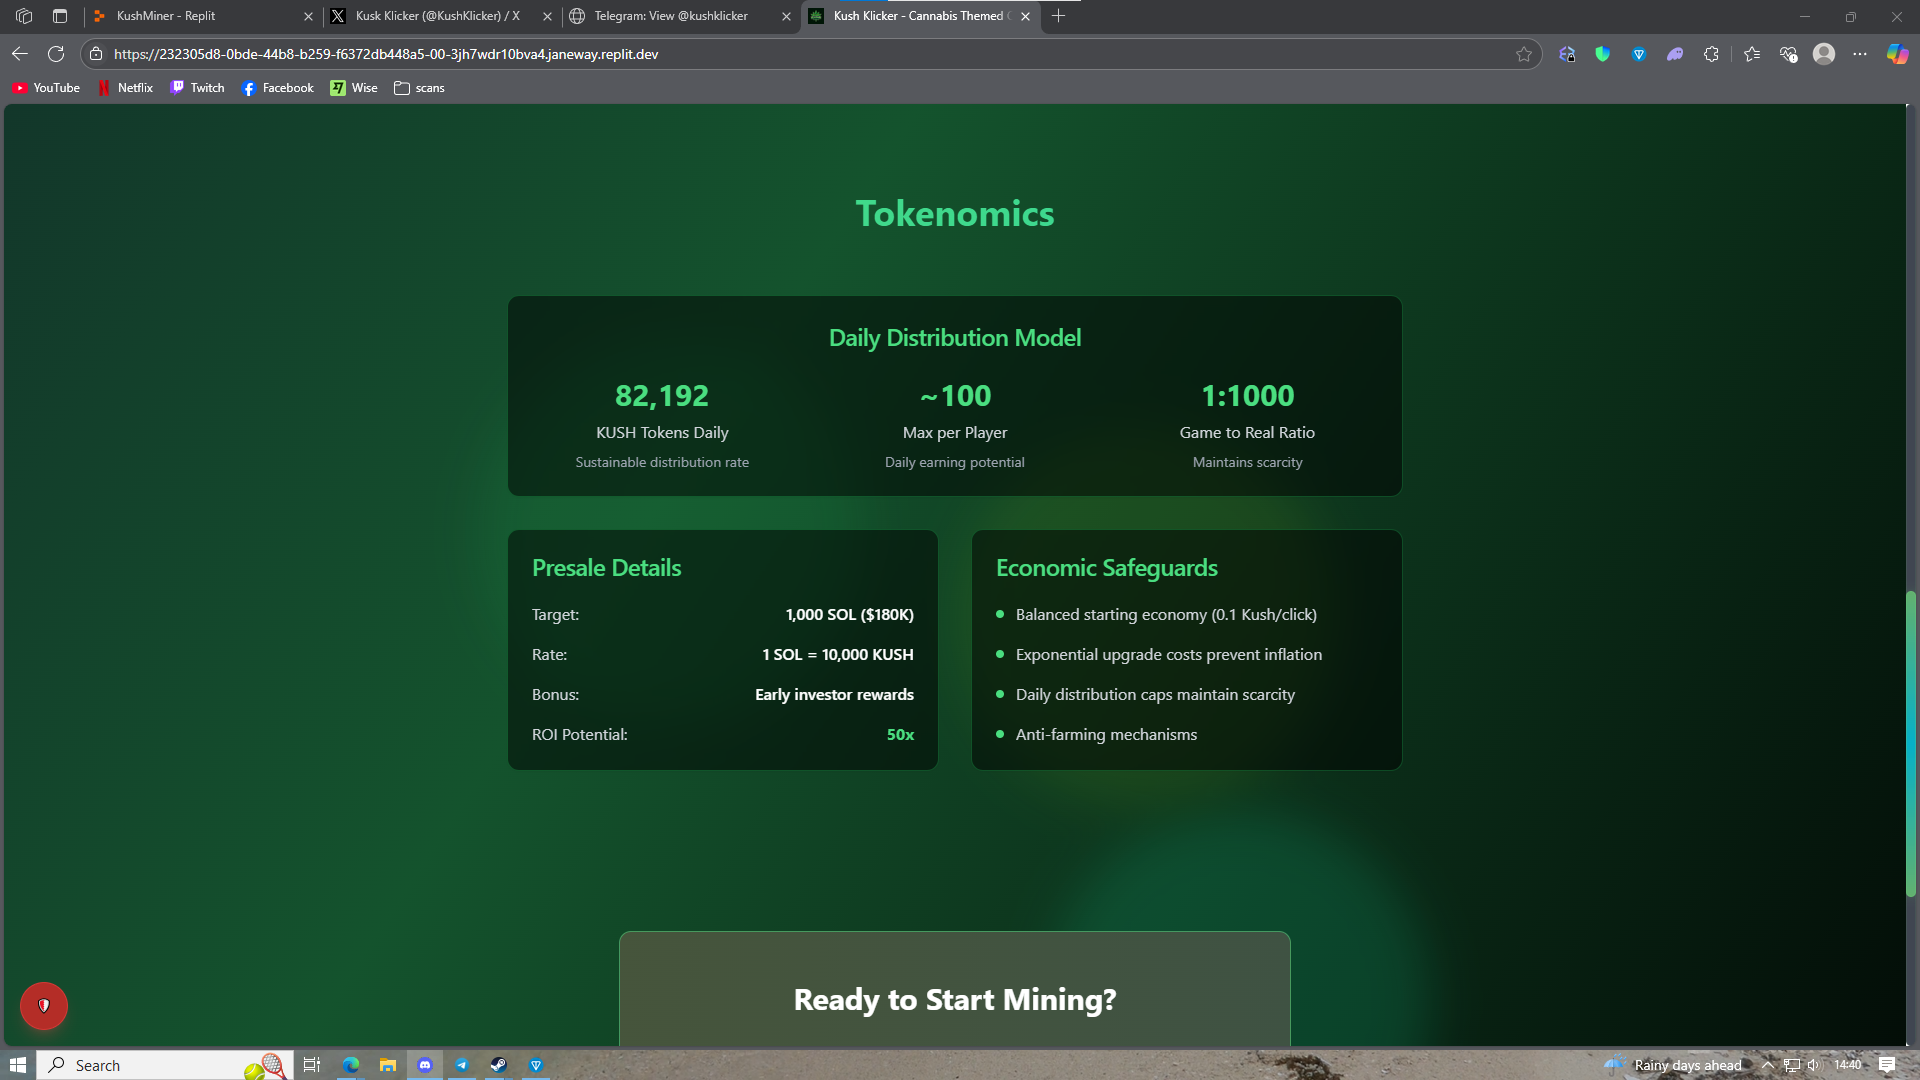 KushMiner - Replit
Kusk Klicker (@KushKlicker) / X
Telegram: View @kushklicker
Kush Klicker - Cannabis Themed
https://232305d8-0bde-44b8-b259-f6372db448a5-00-3jh7wdr10bva4.janeway.replit.dev
YouTube
Netflix
Twitch
Facebook
Wise
scans
Tokenomics
Daily Distribution Model
82,192
KUSH Tokens Daily
Sustainable distribution rate
~100
Max per Player
Daily earning potential
1:1000
Game to Real Ratio
Maintains scarcity
Presale Details
Target: 1,000 SOL ($180K)
Rate: 1 SOL = 10,000 KUSH
Bonus: Early investor rewards
ROI Potential: 50x
Economic Safeguards
Balanced starting economy (0.1 Kush/click)
Exponential upgrade costs prevent inflation
Daily distribution caps maintain scarcity
Anti-farming mechanisms
Ready to Start Mining?
Search
Rainy days ahead
14:40